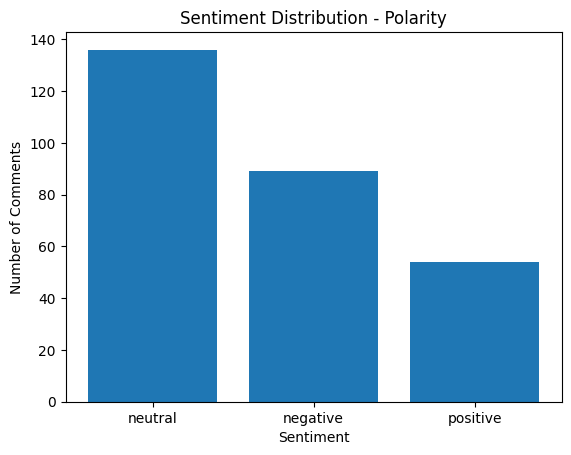 Sentiment Distribution - Polarity
140
120
100
80
60
40
20
0
Number of Comments
neutral negative positive
Sentiment